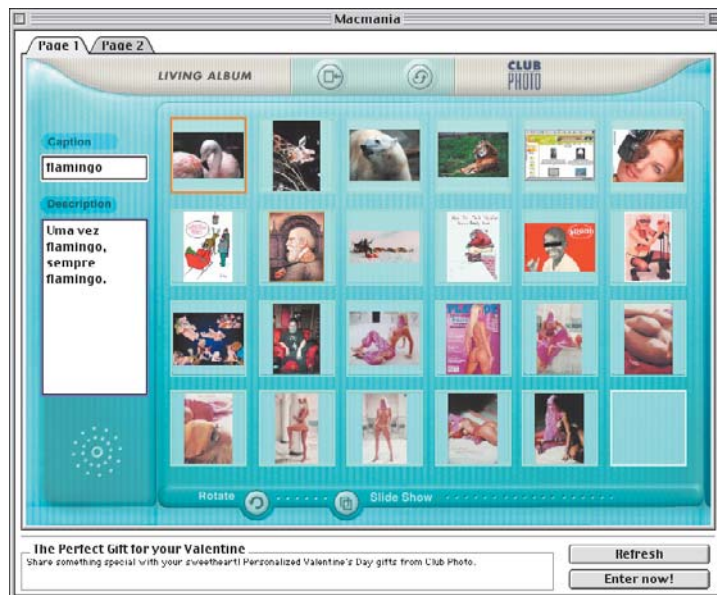 Macmania
Page 1
Page 2
LIVING ALBUM
CLUB
PHOTO
Caption
flamingo
Description
Uma vez
flamingo,
sempre
flamingo.
PLAYBOY
Rotate
Slide Show
The Perfect Gift for your Valentine
Share something special with your sweetheart! Personalized Valentine's Day gifts from Club Photo.
Refresh
Enter now!